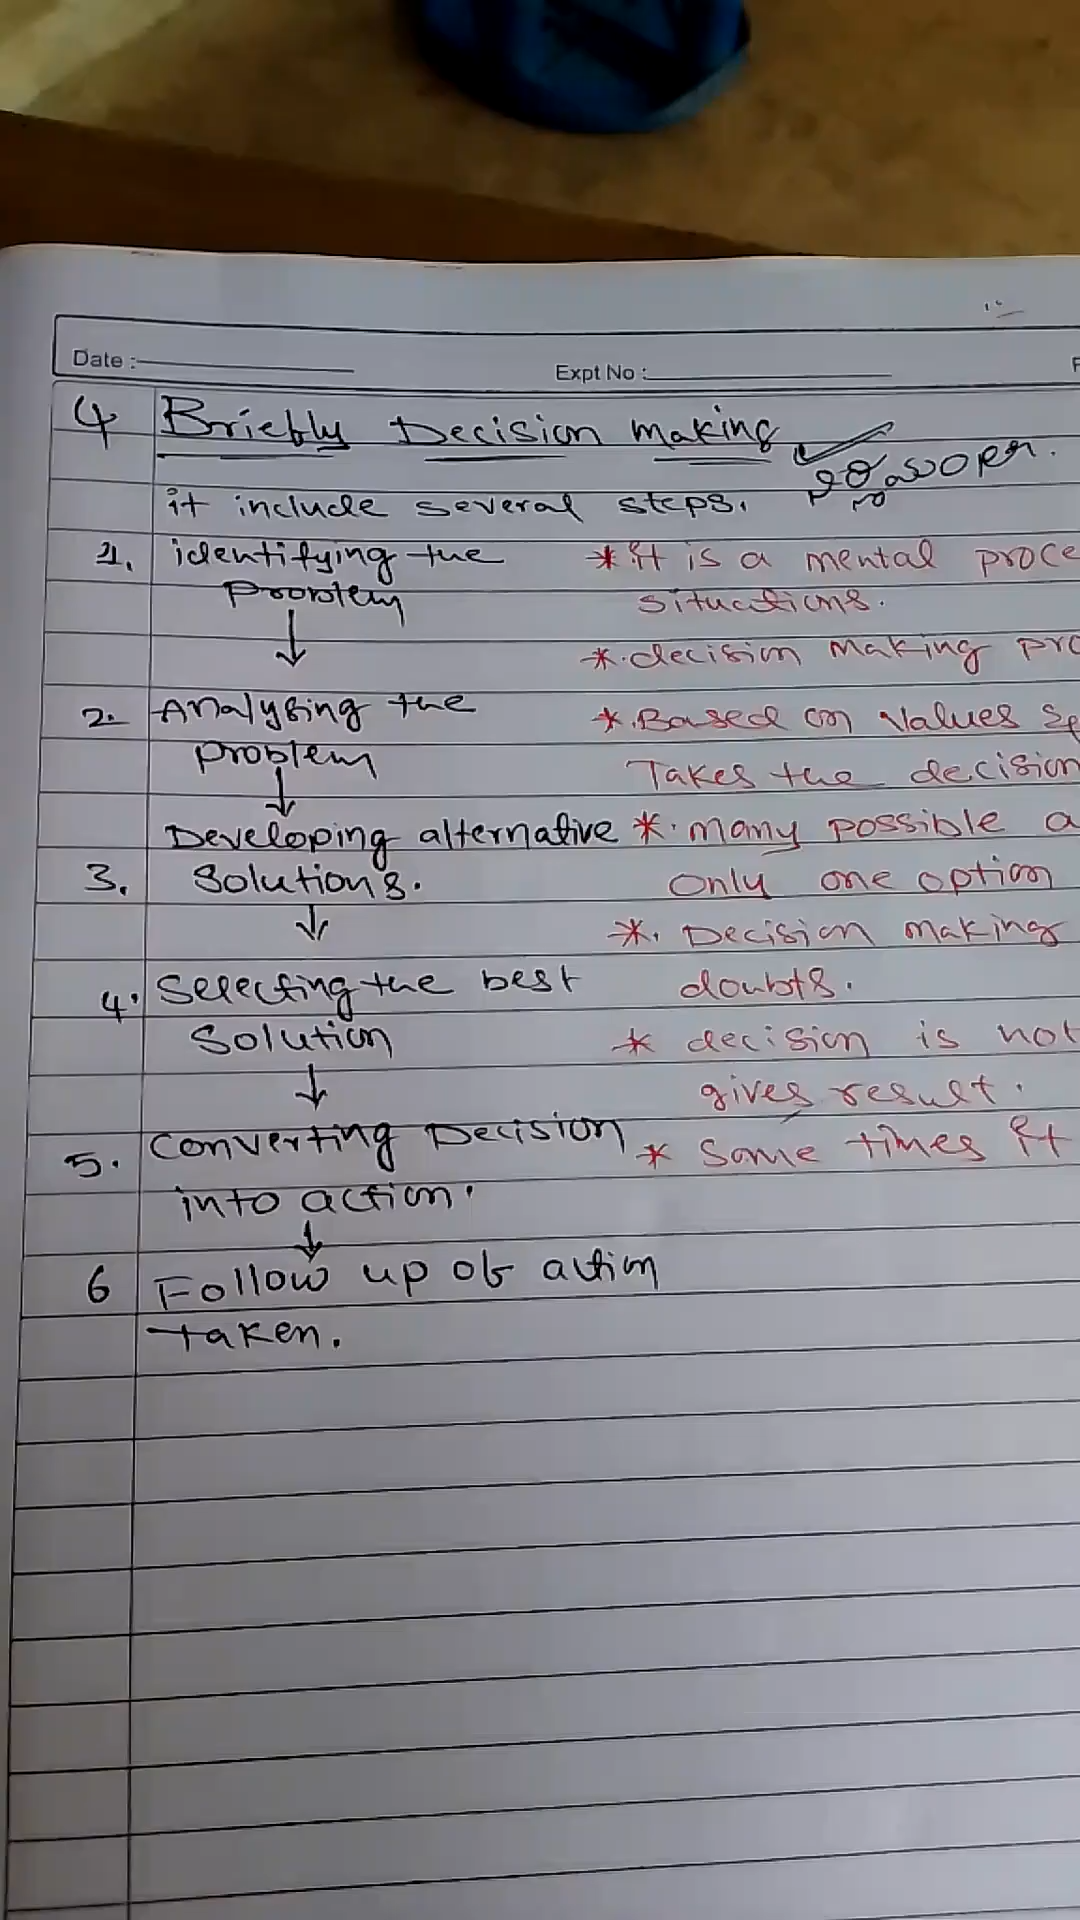 Date : Expt No :
4 Briefly Decision making
it include several steps.
1. identifying the * it is a mental proce
Problem situations.
* decision making pro
2. Analysing the * Based on values
problem Takes the decision
Developing alternative * many possible a
3. Solutions. Only one option
* Decision making
4. Selecting the best doubts.
Solution * decision is not
gives result.
5. Converting Decision * Some times it
into action.
6 Follow up of action
taken.